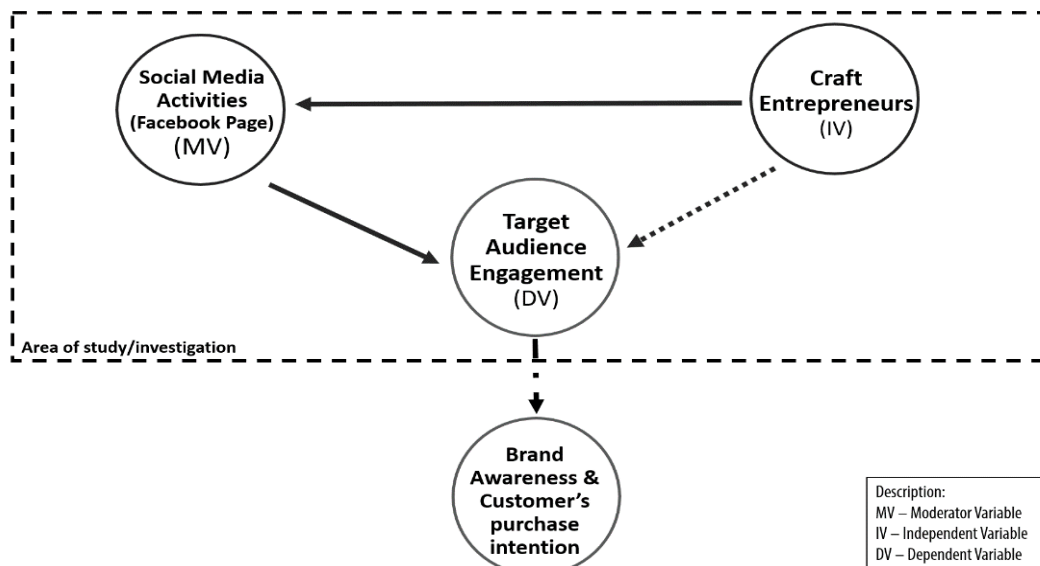 Social Media
Activities
(Facebook Page)
(MV)
Craft
Entrepreneurs
(IV)
Target
Audience
Engagement
(DV)
Area of study/investigation
Brand
Awareness &
Customer’s
purchase
intention
Description:
MV – Moderator Variable
IV – Independent Variable
DV – Dependent Variable